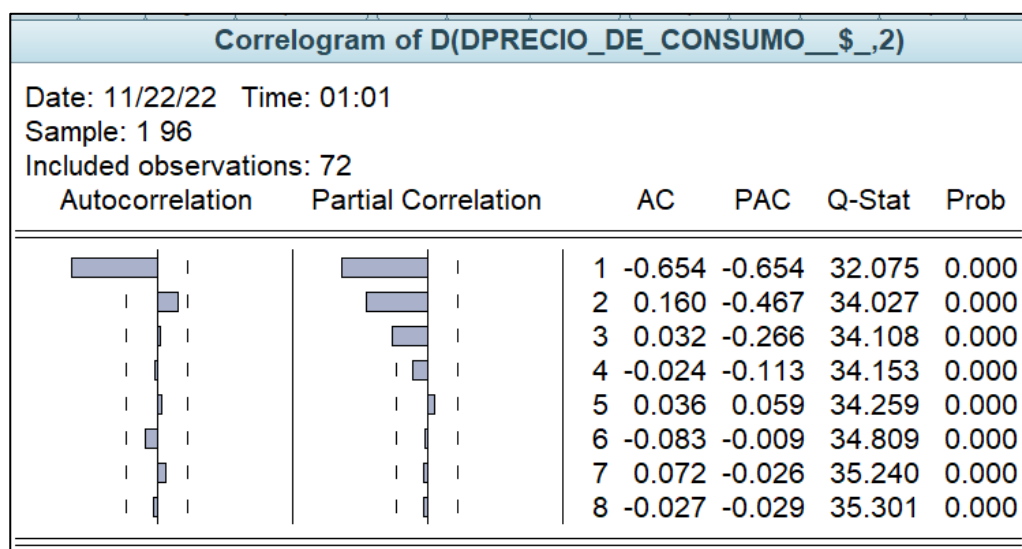 Correlogram of D(DPRECIO_DE_CONSUMO__$_,2)
Date: 11/22/22 Time: 01:01
Sample: 1 96
Included observations: 72
Autocorrelation Partial Correlation AC PAC Q-Stat Prob
1 -0.654 -0.654 32.075 0.000
2 0.160 -0.467 34.027 0.000
3 0.032 -0.266 34.108 0.000
4 -0.024 -0.113 34.153 0.000
5 0.036 0.059 34.259 0.000
6 -0.083 -0.009 34.809 0.000
7 0.072 -0.026 35.240 0.000
8 -0.027 -0.029 35.301 0.000